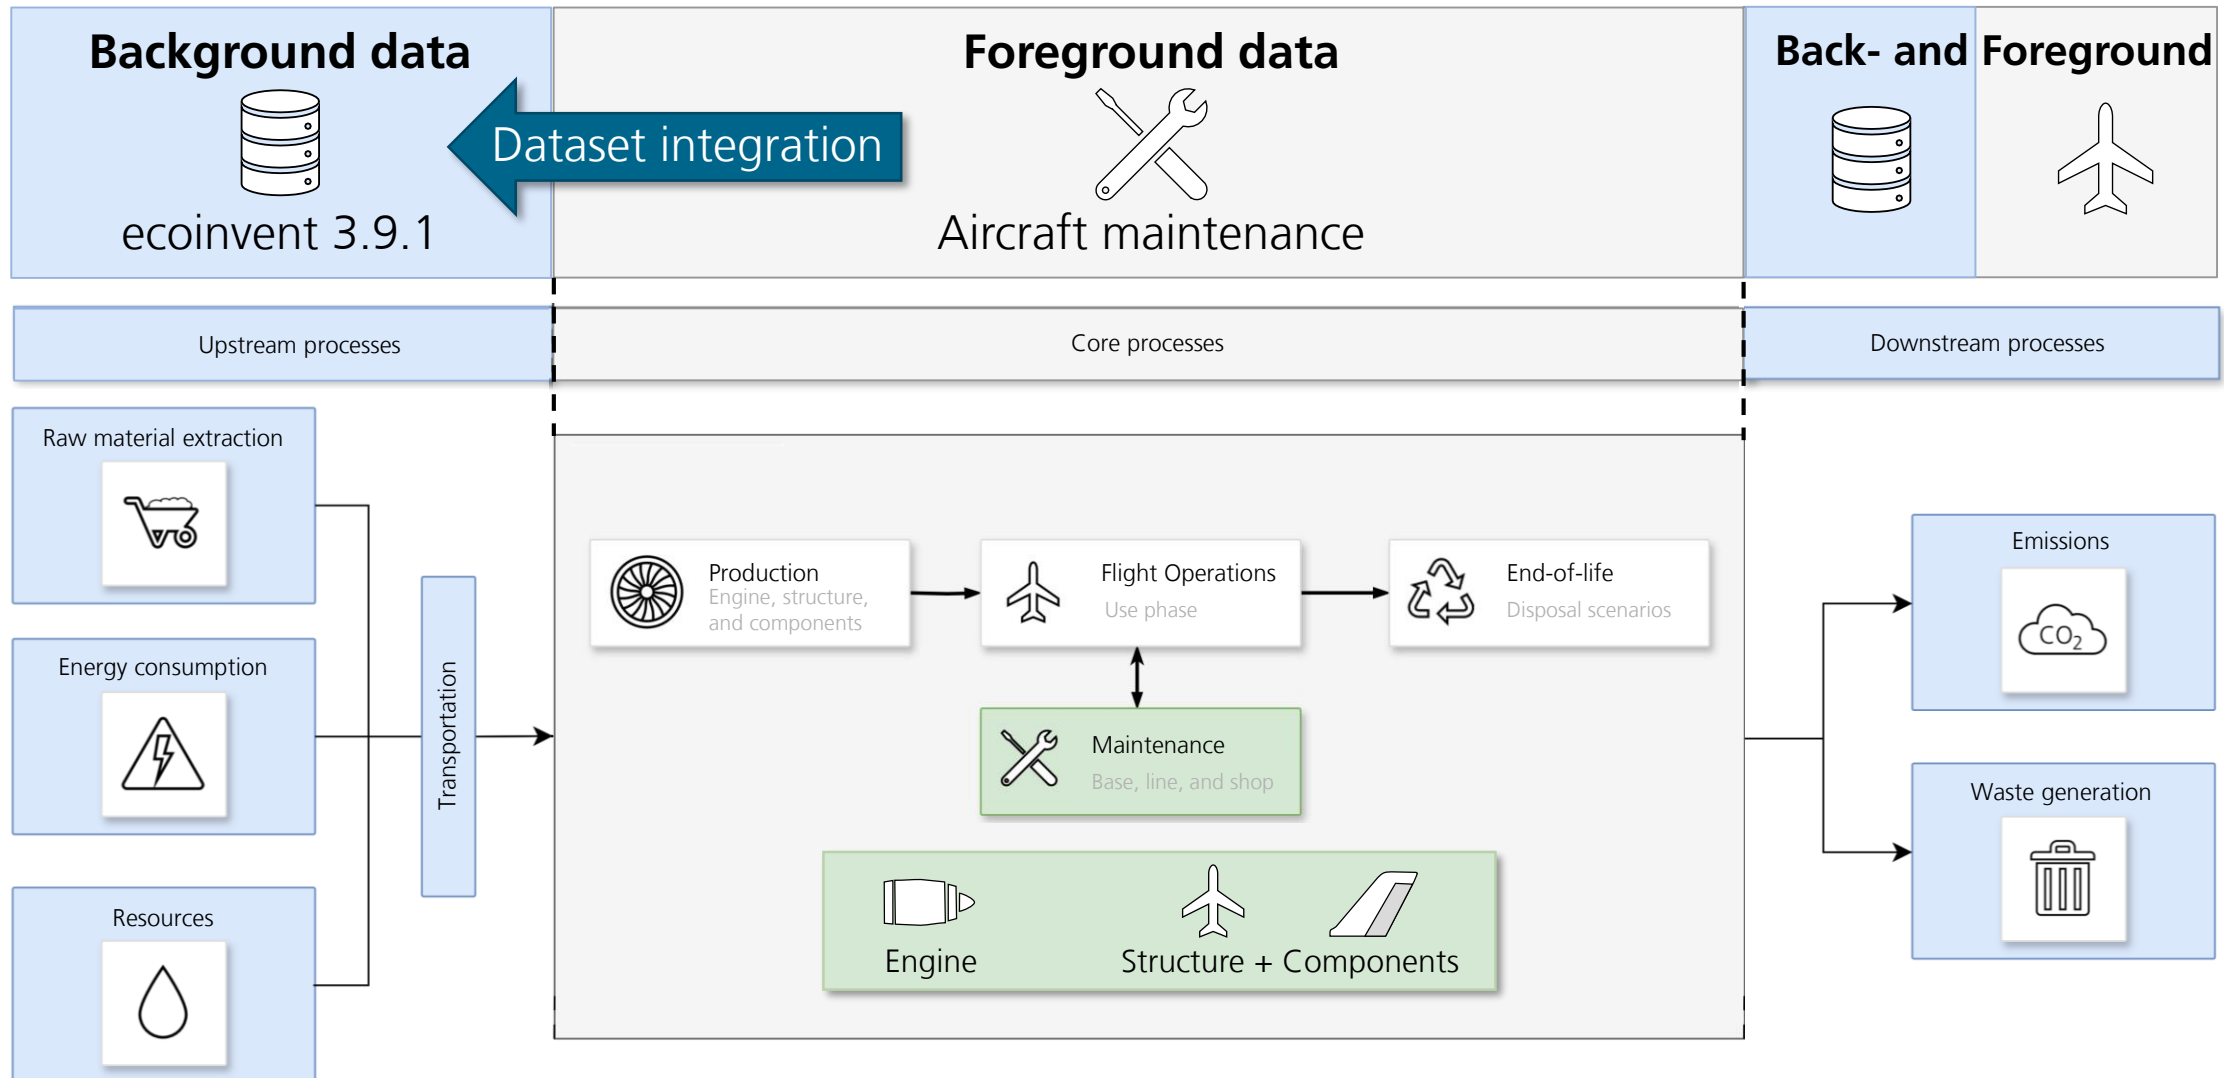 Background data
Foreground data
Back- and Foreground
Dataset integration
ecoinvent 3.9.1
Aircraft maintenance
Upstream processes
Core processes
Downstream processes
Raw material extraction
Energy consumption
Resources
Transportation
Production
Engine, structure,
and components
Flight Operations
Use phase
End-of-life
Disposal scenarios
Maintenance
Base, line, and shop
Engine
Structure + Components
Emissions
CO2
Waste generation